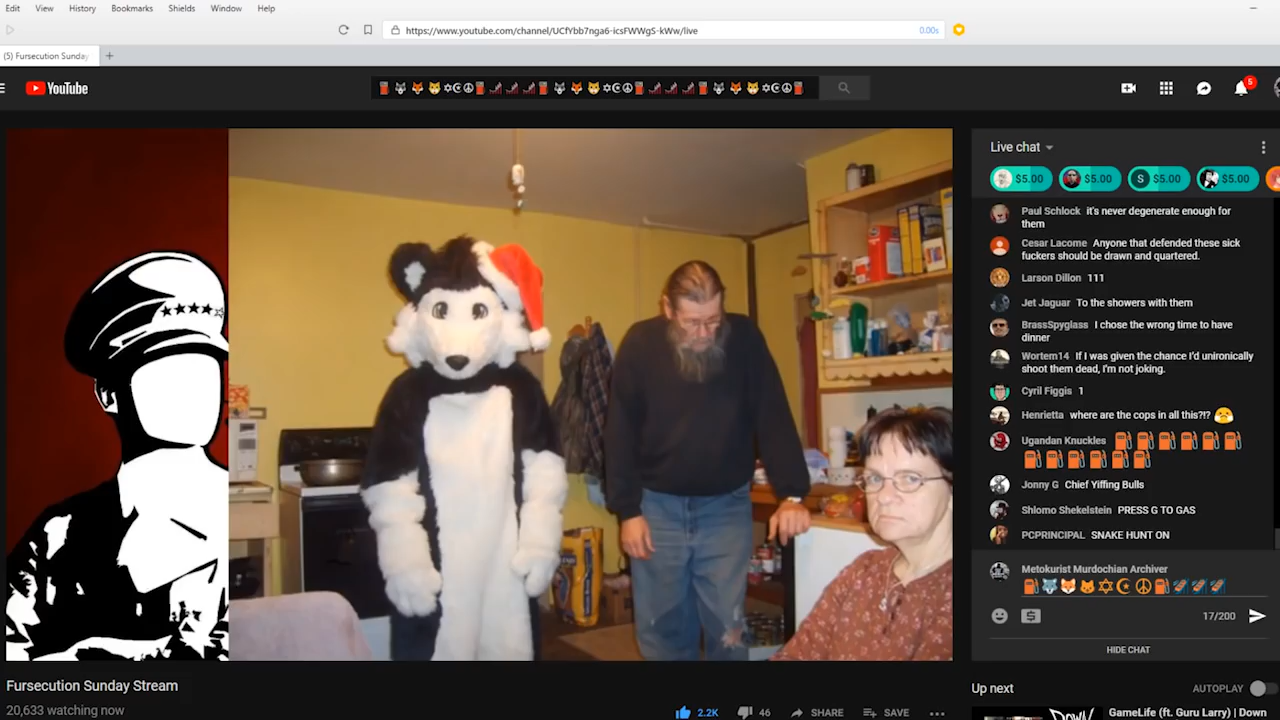 Edit View History Bookmarks Shields Window Help
https://www.youtube.com/channel/UCfYbb7nga6-icsFWWgS-kWw/live
0.00s
(5) Fursecution Sunday
YouTube
5
Live chat
$5.00 $5.00 S $5.00 $5.00
Paul Schlock it's never degenerate enough for
them
Cesar Lacome Anyone that defended these sick
fuckers should be drawn and quartered.
Larson Dillon 111
Jet Jaguar To the showers with them
BrassSpyglass I chose the wrong time to have
dinner
Wortem14 If I was given the chance I'd unironically
shoot them dead, I'm not joking.
Cyril Figgis 1
Henrietta where are the cops in all this?!?
Ugandan Knuckles
Jonny G Chief Yiffing Bulls
Shlomo Shekelstein PRESS G TO GAS
PCPRINCIPAL SNAKE HUNT ON
Metokurist Murdochian Archiver
17/200
HIDE CHAT
Fursecution Sunday Stream
20,633 watching now
2.2K 46 SHARE SAVE
Up next
AUTOPLAY
GameLife (ft. Guru Larry) | Down